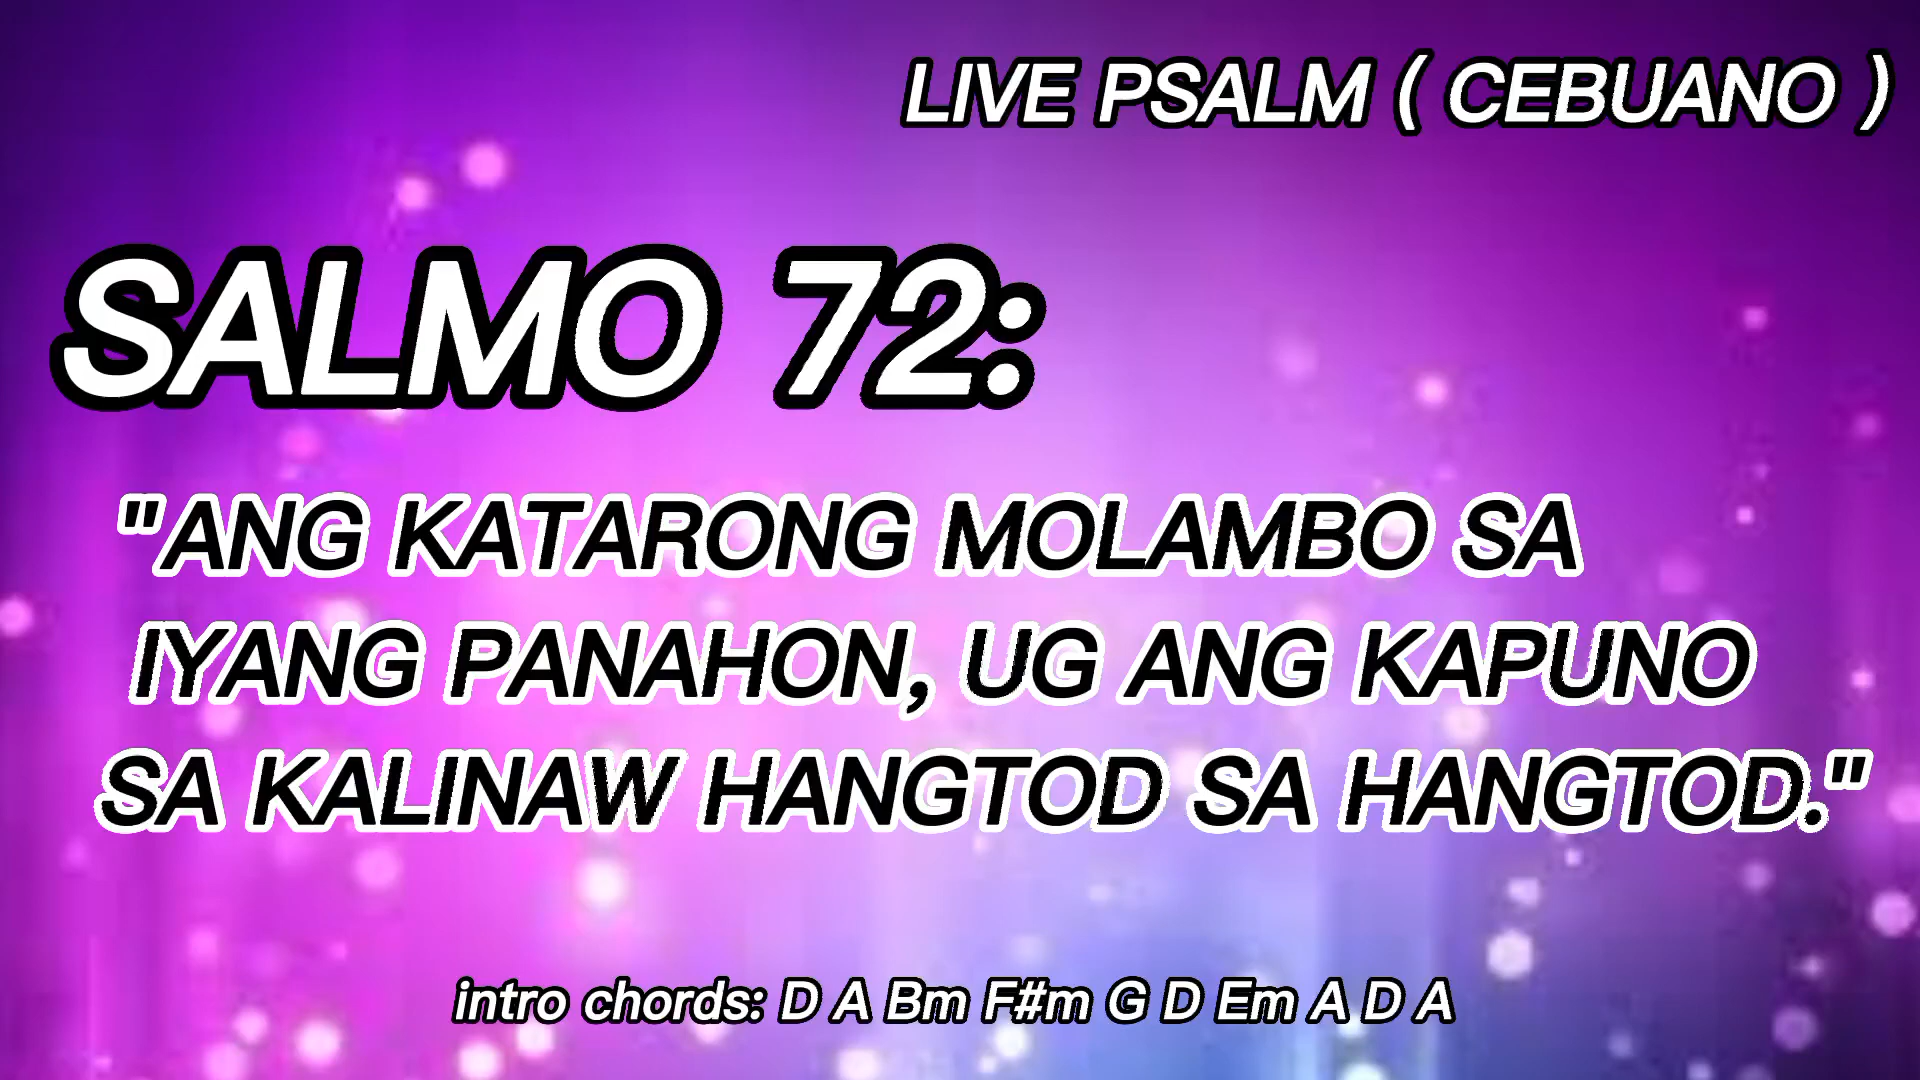 LIVE PSALM ( CEBUANO )
SALMO 72:
"ANG KATARONG MOLAMBO SA
IYANG PANAHON, UG ANG KAPUNO
SA KALINAW HANGTOD SA HANGTOD."
intro chords: D A Bm F#m G D Em A D A